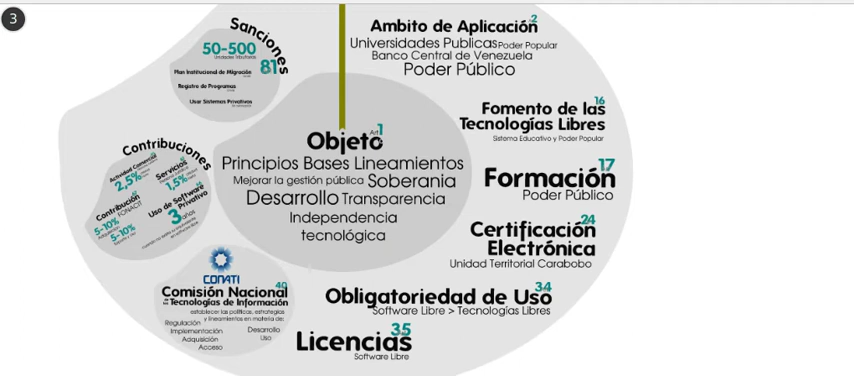 3
Sanciones
50-500
Unidades Tributarias
81
Plan Institucional de Migración
Registro de Programas
Usar Sistemas Privativos
Ambito de Aplicación 2
Universidades Publicas Poder Popular
Banco Central de Venezuela
Poder Público
Fomento de las 16
Tecnologías Libres
Sistema Educativo y Poder Popular
Objeto Art 1
Principios Bases Lineamientos
Mejorar la gestión pública Soberania
Desarrollo Transparencia
Independencia
tecnológica
Formación 17
Poder Público
Contribuciones
Actividad Comercial
2,5%
Servicios
1,5%
Contribución
FONACIT
5-10%
5-10%
Uso de Software
Privativo
3 años
Certificación 24
Electrónica
Unidad Territorial Carabobo
CONATI
Comisión Nacional 40
de las Tecnologías de Información
establecer las políticas, estrategias
y lineamientos en materia de:
Regulación
Implementación
Adquisición
Acceso
Desarrollo
Uso
Obligatoriedad de Uso 34
Software Libre > Tecnologías Libres
Licencias 35
Software Libre